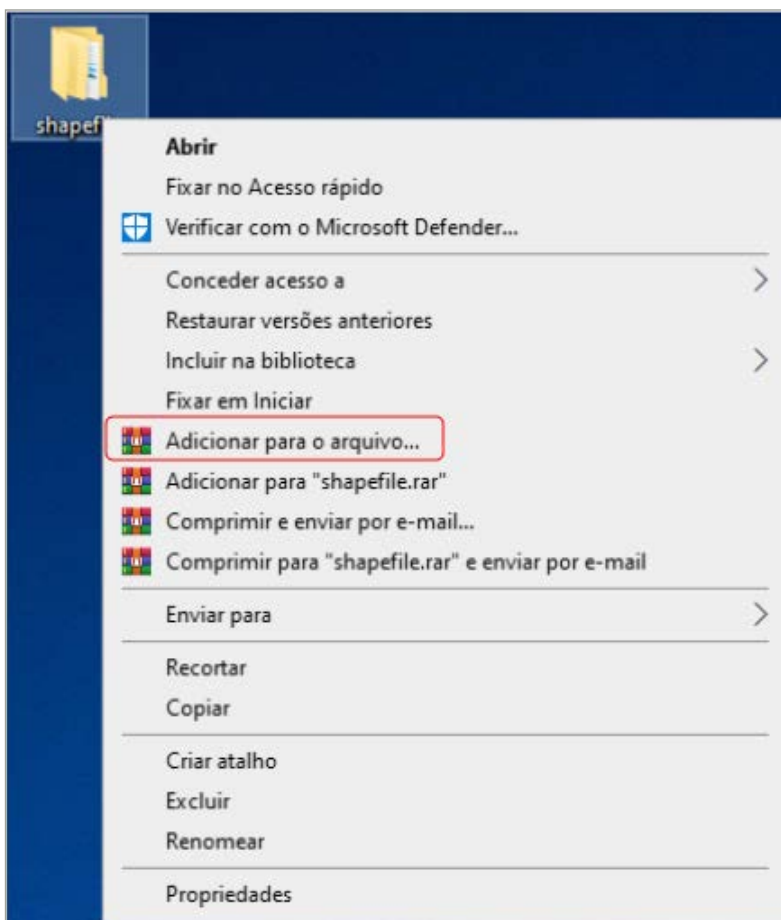 shapefil
Abrir
Fixar no Acesso rápido
Verificar com o Microsoft Defender...
Conceder acesso a
Restaurar versões anteriores
Incluir na biblioteca
Fixar em Iniciar
Adicionar para o arquivo...
Adicionar para "shapefile.rar"
Comprimir e enviar por e-mail...
Comprimir para "shapefile.rar" e enviar por e-mail
Enviar para
Recortar
Copiar
Criar atalho
Excluir
Renomear
Propriedades